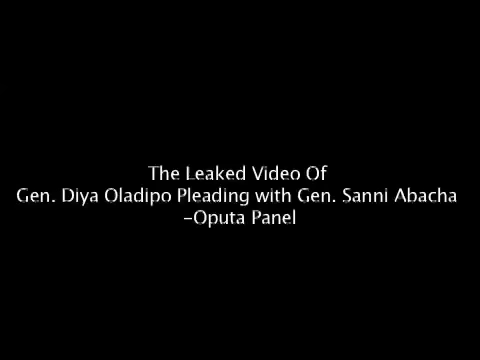 The Leaked Video Of
Gen. Diya Oladipo Pleading with Gen. Sanni Abacha
-Oputa Panel